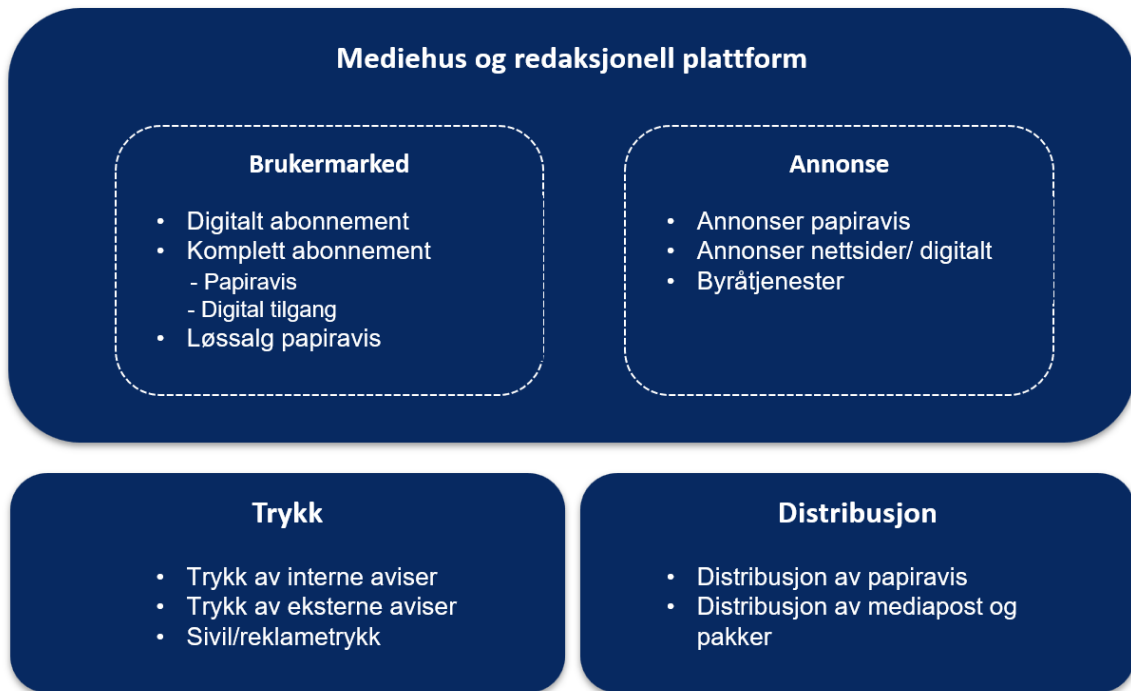 Mediehus og redaksjonell plattform
Brukermarked
• Digitalt abonnement
• Komplett abonnement
- Papiravis
- Digital tilgang
• Løssalg papiravis
Annonse
• Annonser papiravis
• Annonser nettsider/ digitalt
• Byråtjenester
Trykk
• Trykk av interne aviser
• Trykk av eksterne aviser
• Sivil/reklametrykk
Distribusjon
• Distribusjon av papiravis
• Distribusjon av mediapost og
pakker